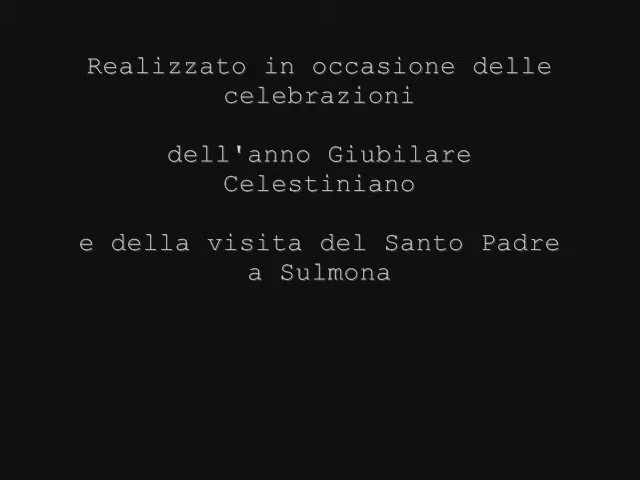 Realizzato in occasione delle
celebrazioni
dell'anno Giubilare
Celestiniano
e della visita del Santo Padre
a Sulmona